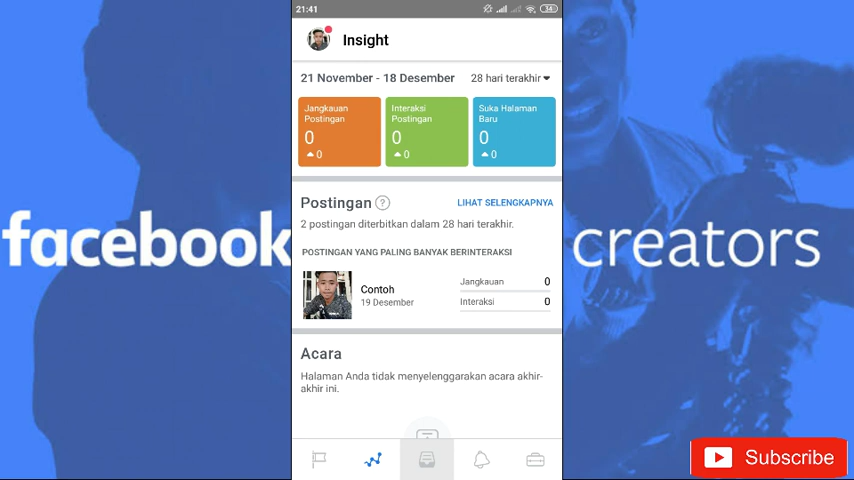 21:41
34
Insight
21 November - 18 Desember
28 hari terakhir
Jangkauan Postingan
0
0
Interaksi Postingan
0
0
Suka Halaman Baru
0
0
Postingan ?
LIHAT SELENGKAPNYA
2 postingan diterbitkan dalam 28 hari terakhir.
POSTINGAN YANG PALING BANYAK BERINTERAKSI
Contoh
19 Desember
Jangkauan 0
Interaksi 0
Acara
Halaman Anda tidak menyelenggarakan acara akhir-
akhir ini.
facebook
creators
Subscribe